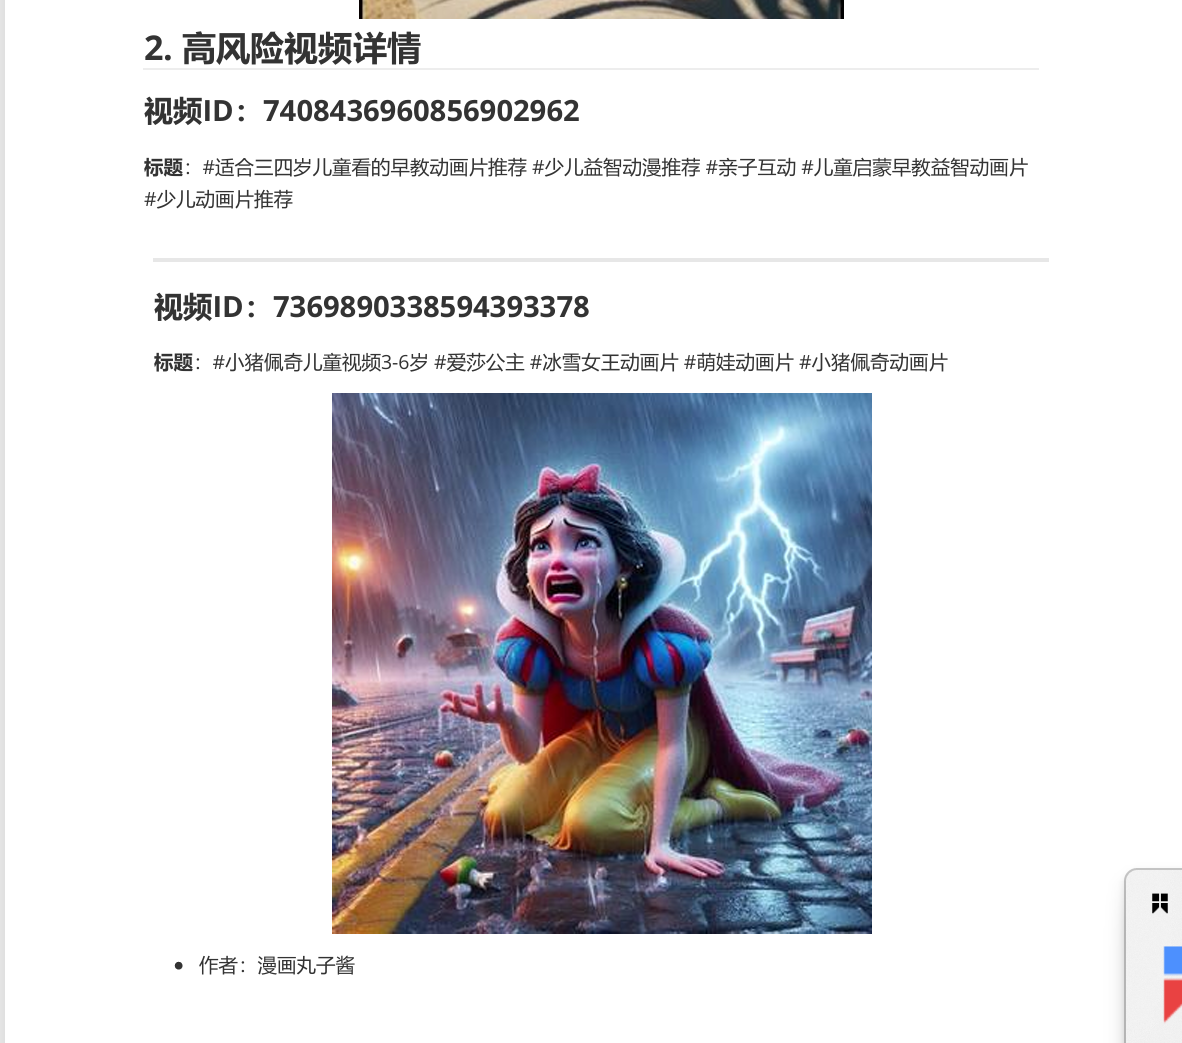 2. 高风险视频详情
视频ID：7408436960856902962
标题：#适合三四岁儿童看的早教动画片推荐 #少儿益智动漫推荐 #亲子互动 #儿童启蒙早教益智动画片
#少儿动画片推荐
视频ID：7369890338594393378
标题：#小猪佩奇儿童视频3-6岁 #爱莎公主 #冰雪女王动画片 #萌娃动画片 #小猪佩奇动画片
作者：漫画丸子酱